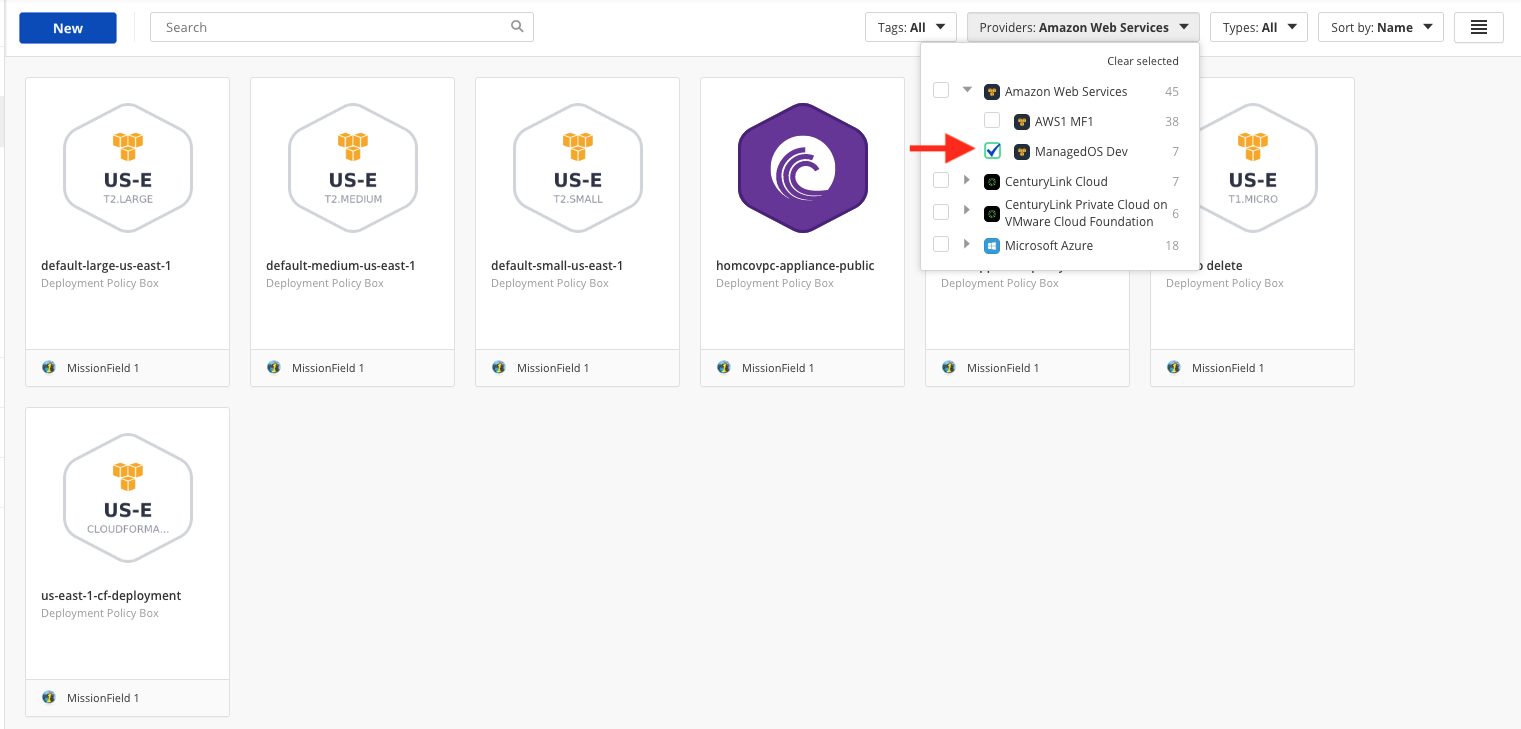 New
Search
Tags: All
Providers: Amazon Web Services
Types: All
Sort by: Name
Clear selected
Amazon Web Services 45
AWS1 MF1 38
ManagedOS Dev 7
CenturyLink Cloud 7
CenturyLink Private Cloud on
VMware Cloud Foundation 6
Microsoft Azure 18
US-E
T2.LARGE
default-large-us-east-1
Deployment Policy Box
MissionField 1
US-E
T2.MEDIUM
default-medium-us-east-1
Deployment Policy Box
MissionField 1
US-E
T2.SMALL
default-small-us-east-1
Deployment Policy Box
MissionField 1
homcovpc-appliance-public
Deployment Policy Box
MissionField 1
Deployment Policy Box
MissionField 1
US-E
T1.MICRO
delete
Deployment Policy Box
MissionField 1
US-E
CLOUDFORMA...
us-east-1-cf-deployment
Deployment Policy Box
MissionField 1